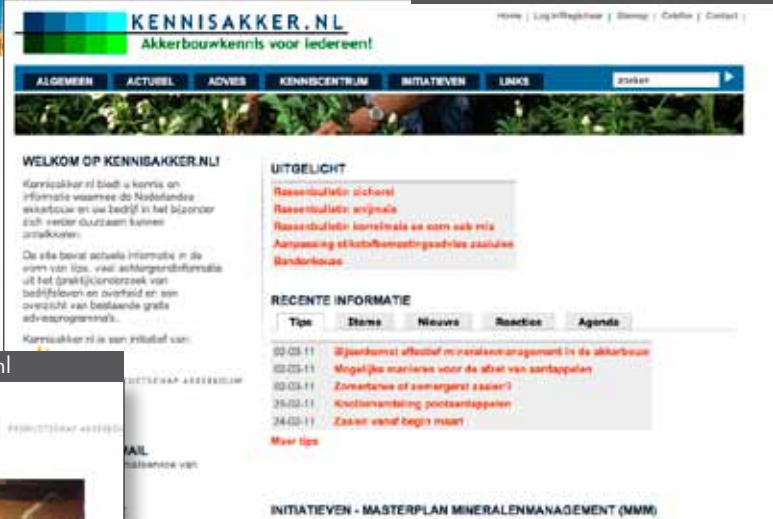 KENNISAKKER.NL
Akkerbouwkennis voor iedereen!
Home | Log in/Registreer | Sitemap | Colofon | Contact |
ALGEMEEN ACTUEEL ADVIES KENNISCENTRUM INITIATIEVEN LINKS zoeken
WELKOM OP KENNISAKKER.NL!
Kennisakker.nl biedt u kennis en
informatie waarmee de Nederlandse
akkerbouw en uw bedrijf in het bijzonder
zich verder duurzaam kunnen
ontwikkelen.
De site bevat actuele informatie in de
vorm van tips, veel achtergrondinformatie
uit het (praktijk)onderzoek van
bedrijfsleven en overheid en een
overzicht van bestaande gratis
adviesprogramma's.
Kennisakker.nl is een initiatief van:
nl
AIL
UITGELICHT
Rassenbulletin cichorei
Rassenbulletin snijmaïs
Rassenbulletin korrelmaïs en corn cob mix
Aanpassing stikstofbemestingsadvies zaaiuien
Bandenkeuze
RECENTE INFORMATIE
Tips Items Nieuws Reacties Agenda
02-03-11 Bijeenkomst effectief mineralenmanagement in de akkerbouw
02-03-11 Mogelijke manieren voor de afzet van aardappelen
02-03-11 Zomertarwe of zomergerst zaaien?
25-02-11 Knolbehandeling pootaardappelen
24-02-11 Zaaien vanaf begin maart
Meer tips
INITIATIEVEN - MASTERPLAN MINERALENMANAGEMENT (MMM)